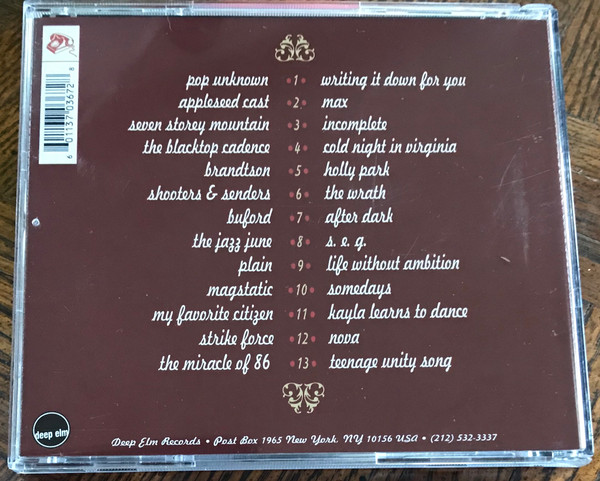 pop unknown • 1 • writing it down for you
appleseed cast • 2 • max
seven storey mountain • 3 • incomplete
the blacktop cadence • 4 • cold night in virginia
brandtson • 5 • holly park
shooters & senders • 6 • the wrath
buford • 7 • after dark
the jazz june • 8 • s. e. q.
plain • 9 • life without ambition
magstatic • 10 • somedays
my favorite citizen • 11 • kayla learns to dance
strike force • 12 • nova
the miracle of 86 • 13 • teenage unity song
deep elm
Deep Elm Records • Post Box 1965 New York, NY 10156 USA • (212) 532-3337
6 01137 03672 8